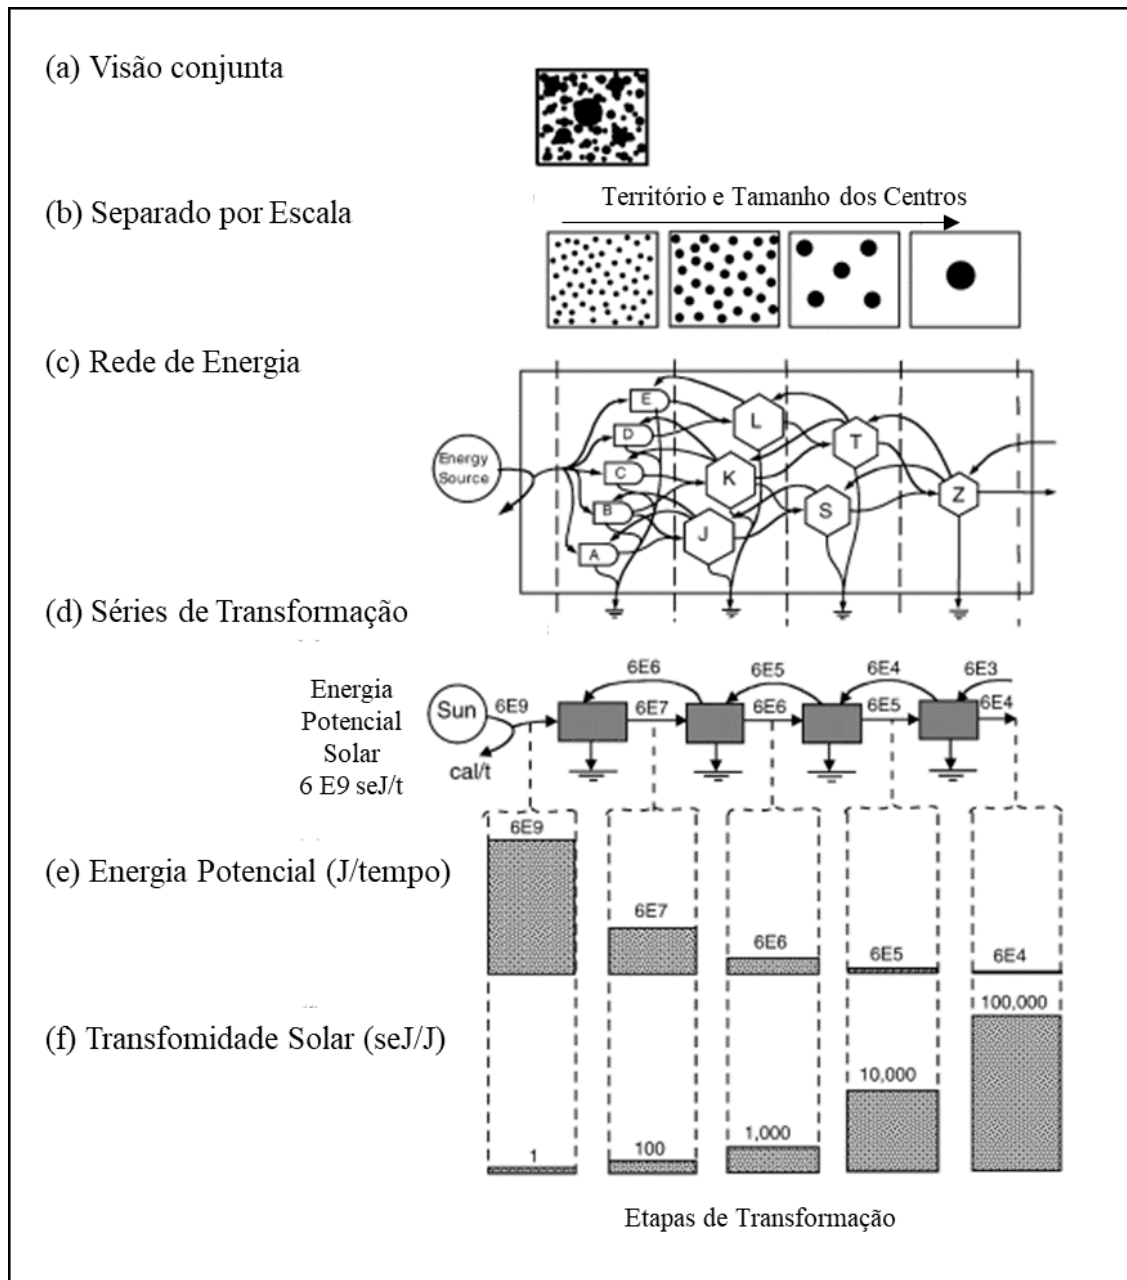 (a) Visão conjunta
(b) Separado por Escala
Território e Tamanho dos Centros
(c) Rede de Energia
Energy
Source
E
D
C
B
A
L
K
J
T
S
Z
(d) Séries de Transformação
Energia
Potencial
Solar
6 E9 seJ/t
Sun
cal/t
6E9
6E6
6E7
6E5
6E6
6E4
6E5
6E3
6E4
(e) Energia Potencial (J/tempo)
6E9
6E7
6E6
6E5
6E4
(f) Transfomidade Solar (seJ/J)
1
100
1,000
10,000
100,000
Etapas de Transformação